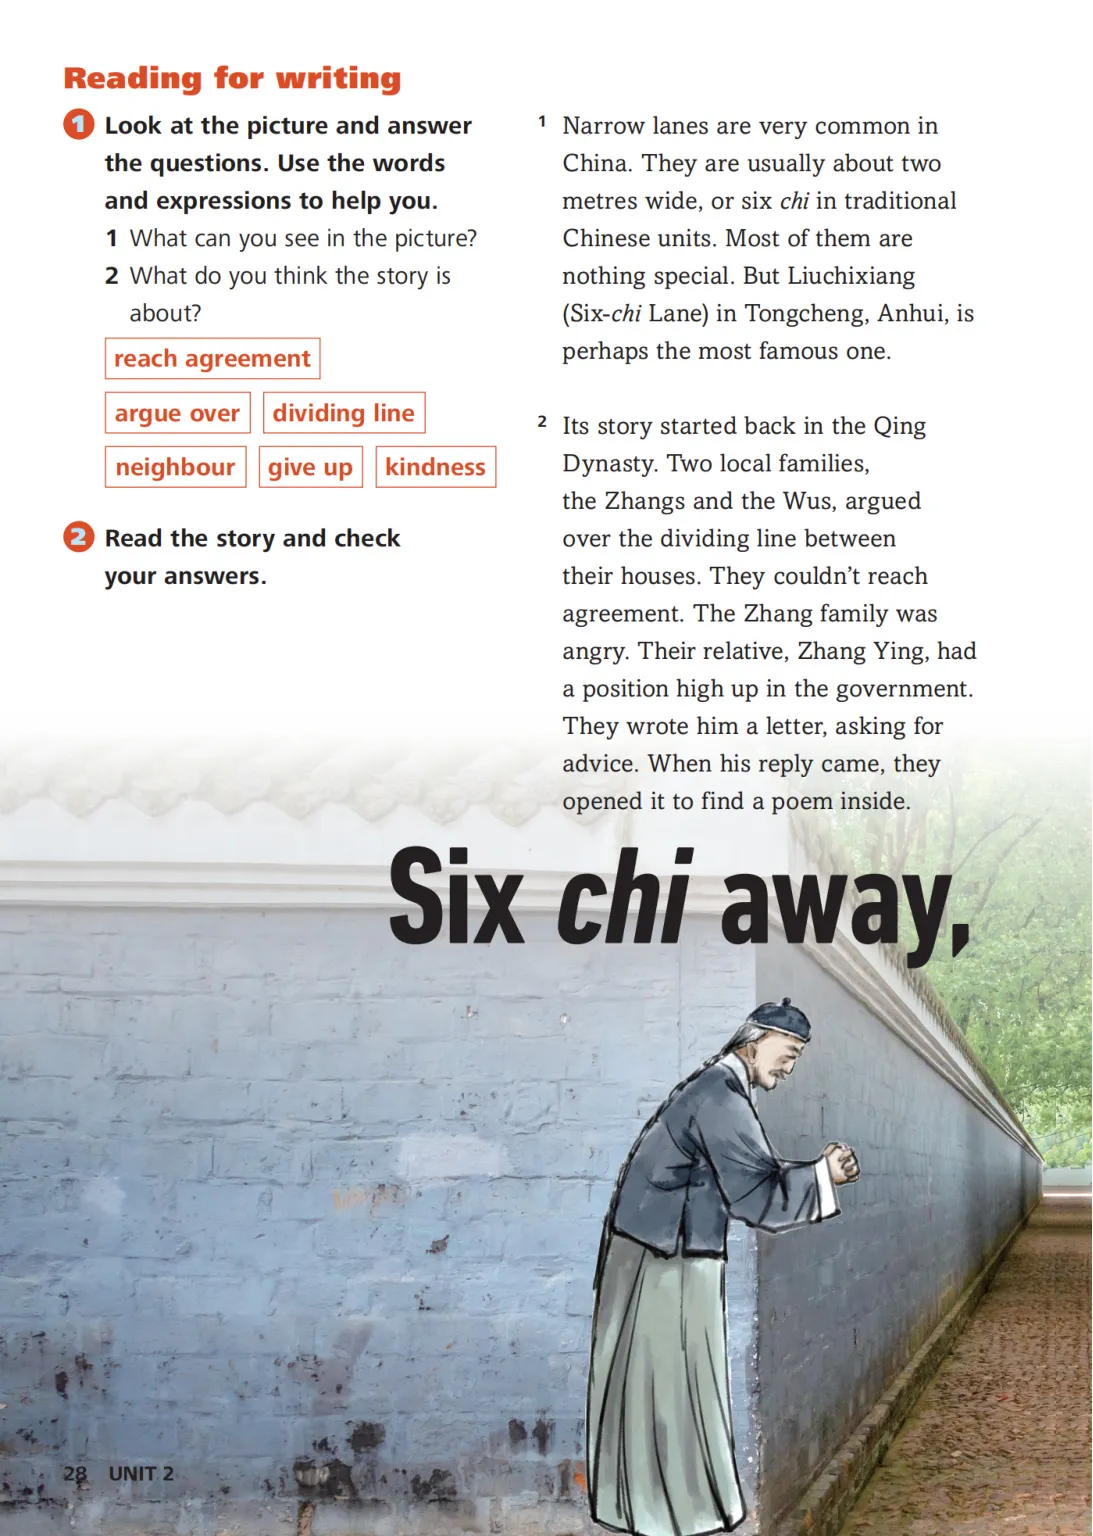 Reading for writing
1 Look at the picture and answer
the questions. Use the words
and expressions to help you.
1 What can you see in the picture?
2 What do you think the story is
about?
reach agreement
argue over
dividing line
neighbour
give up
kindness
2 Read the story and check
your answers.
1 Narrow lanes are very common in
China. They are usually about two
metres wide, or six chi in traditional
Chinese units. Most of them are
nothing special. But Liuchixiang
(Six-chi Lane) in Tongcheng, Anhui, is
perhaps the most famous one.
2 Its story started back in the Qing
Dynasty. Two local families,
the Zhangs and the Wus, argued
over the dividing line between
their houses. They couldn’t reach
agreement. The Zhang family was
angry. Their relative, Zhang Ying, had
a position high up in the government.
They wrote him a letter, asking for
advice. When his reply came, they
opened it to find a poem inside.
Six chi away,
28 UNIT 2